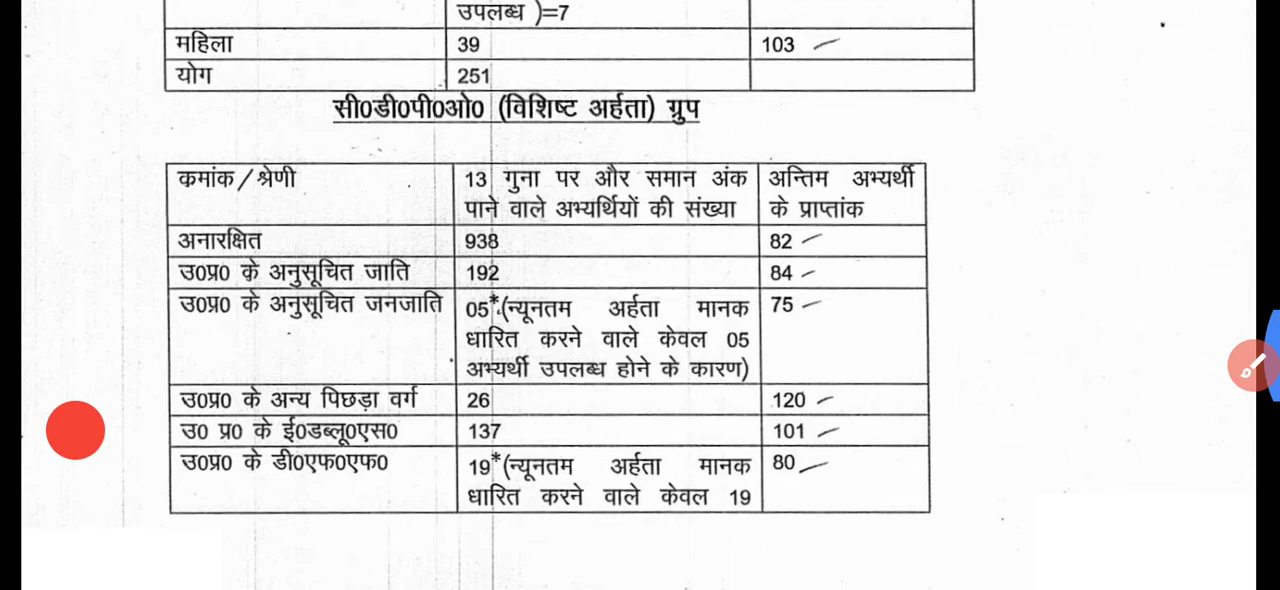 उपलब्ध )=7
महिला 39 103
योग 251
सी0डी0पी0ओ0 (विशिष्ट अर्हता) ग्रुप
कमांक/श्रेणी 13 गुना पर और समान अंक अन्तिम अभ्यर्थी
पाने वाले अभ्यर्थियों की संख्या के प्राप्तांक
अनारक्षित 938 82
उ0प्र0 के अनुसूचित जाति 192 84
उ0प्र0 के अनुसूचित जनजाति 05*(न्यूनतम अर्हता मानक 75
धारित करने वाले केवल 05
अभ्यर्थी उपलब्ध होने के कारण)
उ0प्र0 के अन्य पिछड़ा वर्ग 26 120
उ0 प्र0 के ई0डब्लू0एस0 137 101
उ0प्र0 के डी0एफ0एफ0 19*(न्यूनतम अर्हता मानक 80
धारित करने वाले केवल 19